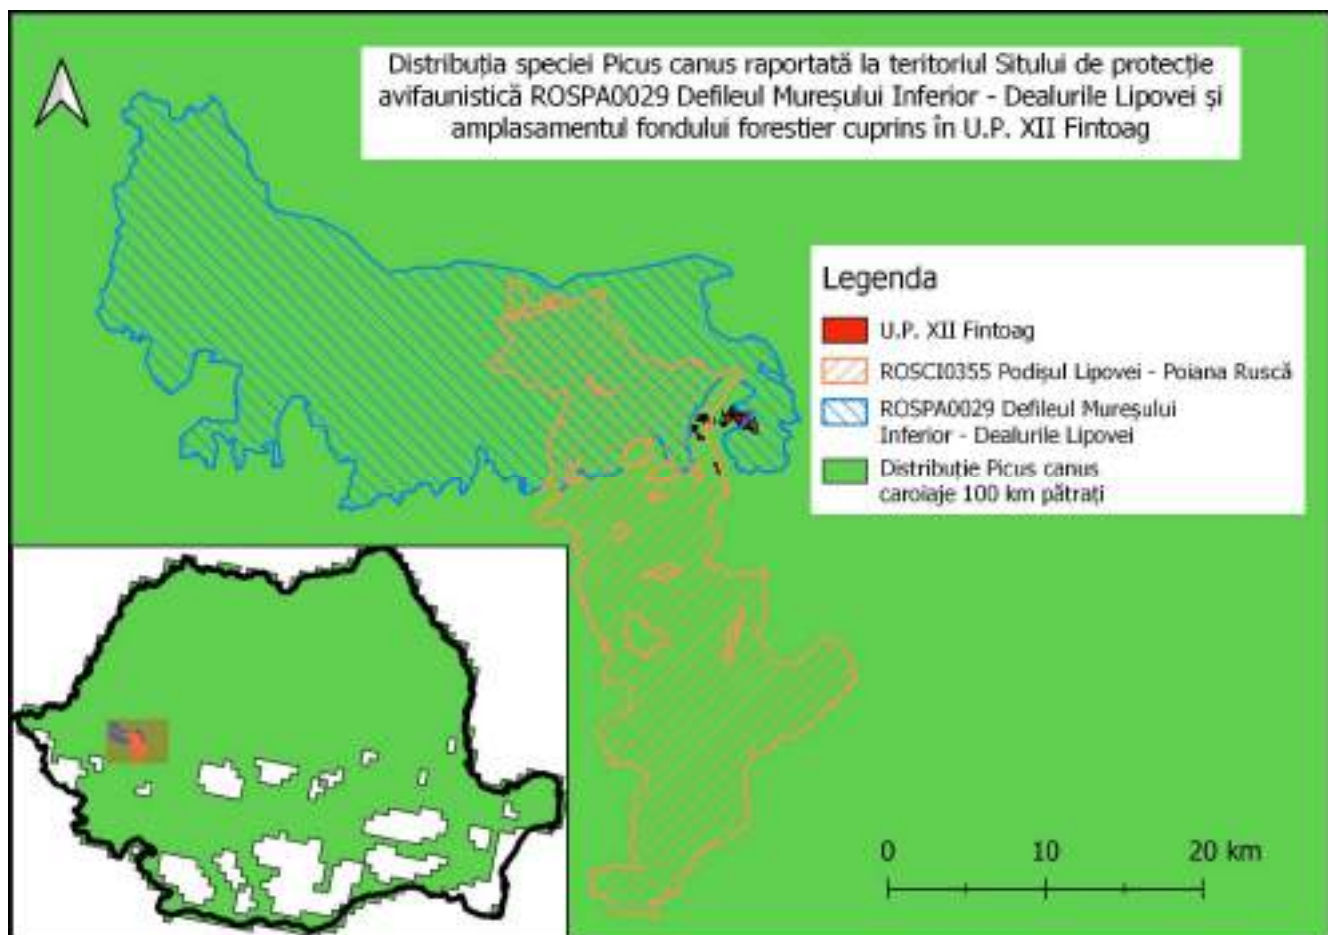 Distribuția speciei Picus canus raportată la teritoriul Sitului de protecție
avifaunistică ROSPA0029 Defileul Mureșului Inferior - Dealurile Lipovei și
amplasamentul fondului forestier cuprins în U.P. XII Fintoag
Legenda
U.P. XII Fintoag
ROSCI0355 Podișul Lipovei - Poiana Ruscă
ROSPA0029 Defileul Mureșului
Inferior - Dealurile Lipovei
Distribuție Picus canus
caroiaje 100 km pătrați
0 10 20 km